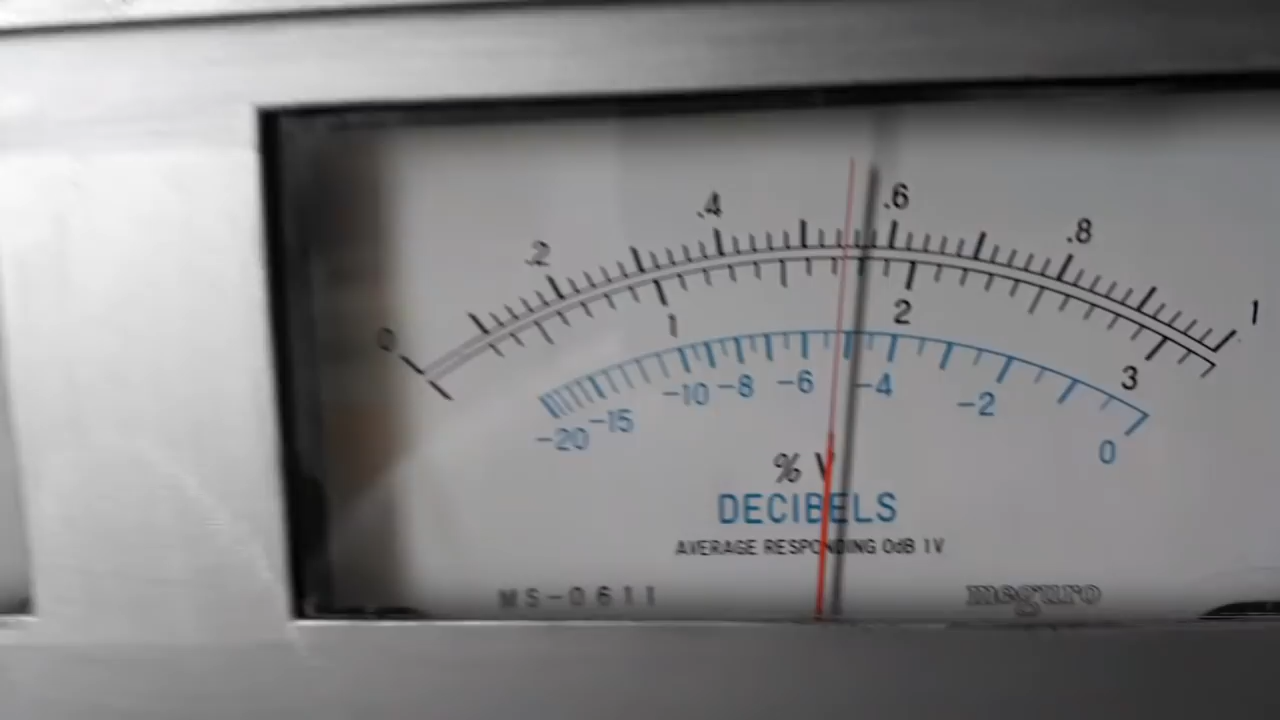 0 .2 .4 .6 .8 1
1 2 3
-20 -15 -10 -8 -6 -4 -2 0
% V
DECIBELS
AVERAGE RESPONDING 0dB 1V
MS-0611 meguro